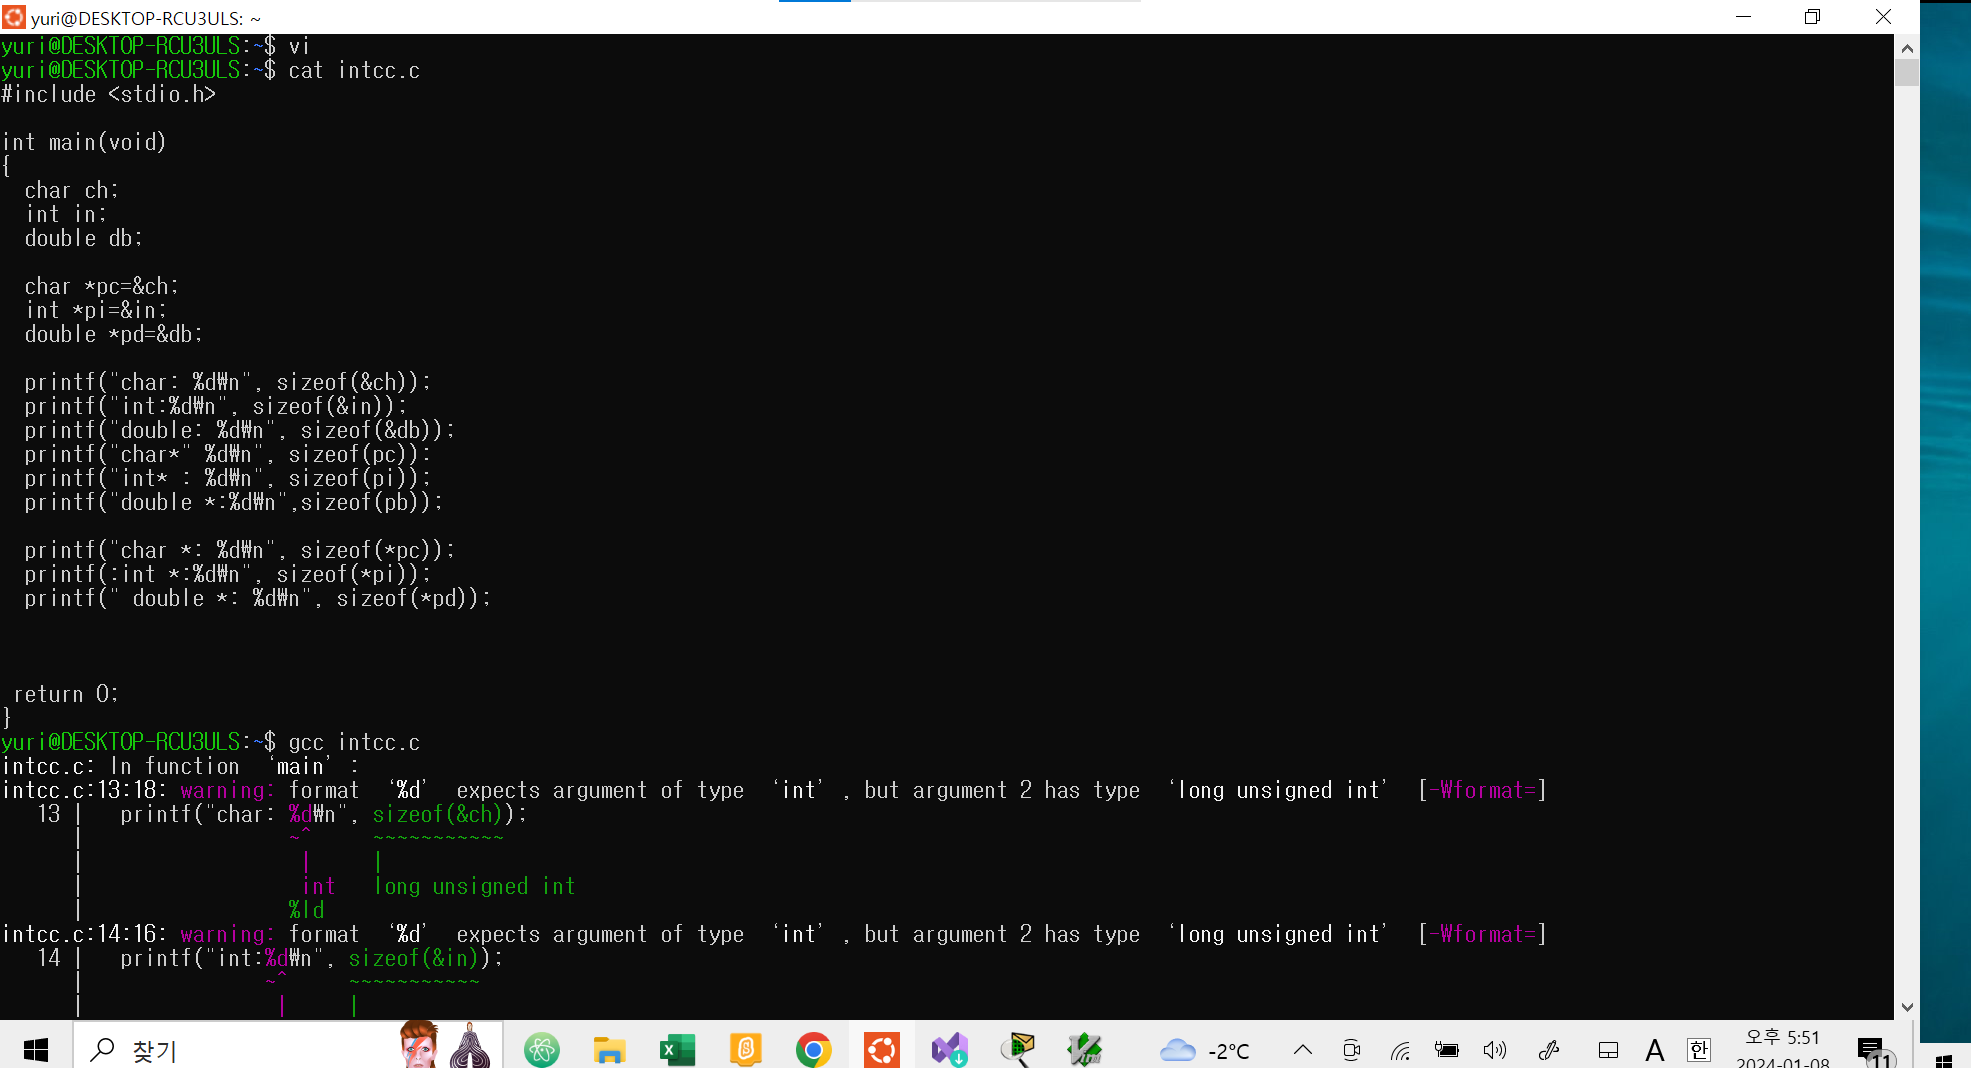 yuri@DESKTOP-RCU3ULS: ~
yuri@DESKTOP-RCU3ULS:~$ vi
yuri@DESKTOP-RCU3ULS:~$ cat intcc.c
#include <stdio.h>
int main(void)
{
char ch;
int in;
double db;
char *pc=&ch;
int *pi=&in;
double *pd=&db;
printf("char: %d₩n", sizeof(&ch));
printf("int:%d₩n", sizeof(&in));
printf("double: %d₩n", sizeof(&db));
printf("char*" %d₩n", sizeof(pc)):
printf("int* : %d₩n", sizeof(pi));
printf("double *:%d₩n",sizeof(pb));
printf("char *: %d₩n", sizeof(*pc));
printf(:int *:%d₩n", sizeof(*pi));
printf(" double *: %d₩n", sizeof(*pd));
return 0;
}
yuri@DESKTOP-RCU3ULS:~$ gcc intcc.c
intcc.c: In function ‘main’ :
intcc.c:13:18: warning: format ‘%d’ expects argument of type ‘int’ , but argument 2 has type ‘long unsigned int’ [-Wformat=]
13 | printf("char: %d₩n", sizeof(&ch));
| ~^ ~~~~~~~~~~~
| | |
| int long unsigned int
| %ld
intcc.c:14:16: warning: format ‘%d’ expects argument of type ‘int’ , but argument 2 has type ‘long unsigned int’ [-Wformat=]
14 | printf("int:%d₩n", sizeof(&in));
| ~^ ~~~~~~~~~~~
| | |
찾기
-2°C
A
한
오후 5:51
2024-01-08
11